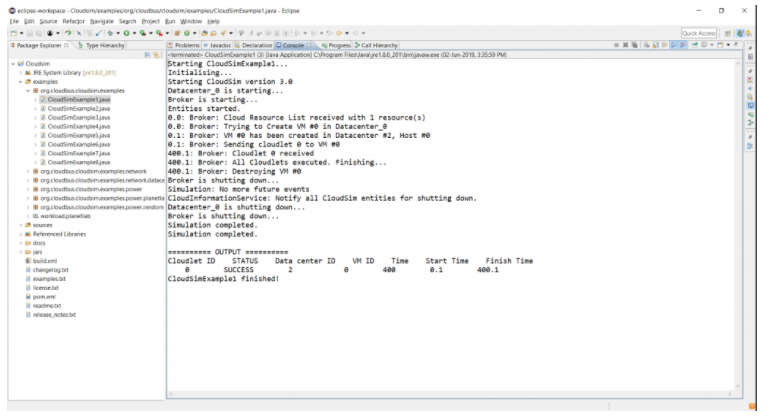 eclipse-workspace - Cloudsim/examples/org/cloudbus/cloudsim/examples/CloudSimExample1.java - Eclipse
File Edit Source Refactor Navigate Search Project Run Window Help
Quick Access
Package Explorer Type Hierarchy
Problems Javadoc Declaration Console Progress Call Hierarchy
<terminated> CloudSimExample1 (3) [Java Application] C:\Program Files\Java\jre1.8.0_201\bin\javaw.exe (02-Jun-2019, 3:35:59 PM)
Cloudsim
JRE System Library [jre1.8.0_201]
examples
org.cloudbus.cloudsim.examples
CloudSimExample1.java
CloudSimExample2.java
CloudSimExample3.java
CloudSimExample4.java
CloudSimExample5.java
CloudSimExample6.java
CloudSimExample7.java
CloudSimExample8.java
org.cloudbus.cloudsim.examples.network
org.cloudbus.cloudsim.examples.network.datace
org.cloudbus.cloudsim.examples.power
org.cloudbus.cloudsim.examples.power.planetla
org.cloudbus.cloudsim.examples.power.random
workload.planetlab
sources
Referenced Libraries
docs
jars
build.xml
changelog.txt
examples.txt
license.txt
pom.xml
readme.txt
release_notes.txt
Starting CloudSimExample1...
Initialising...
Starting CloudSim version 3.0
Datacenter_0 is starting...
Broker is starting...
Entities started.
0.0: Broker: Cloud Resource List received with 1 resource(s)
0.0: Broker: Trying to Create VM #0 in Datacenter_0
0.1: Broker: VM #0 has been created in Datacenter #2, Host #0
0.1: Broker: Sending cloudlet 0 to VM #0
400.1: Broker: Cloudlet 0 received
400.1: Broker: All Cloudlets executed. Finishing...
400.1: Broker: Destroying VM #0
Broker is shutting down...
Simulation: No more future events
CloudInformationService: Notify all CloudSim entities for shutting down.
Datacenter_0 is shutting down...
Broker is shutting down...
Simulation completed.
Simulation completed.
========== OUTPUT ==========
Cloudlet ID STATUS Data center ID VM ID Time Start Time Finish Time
0 SUCCESS 2 0 400 0.1 400.1
CloudSimExample1 finished!